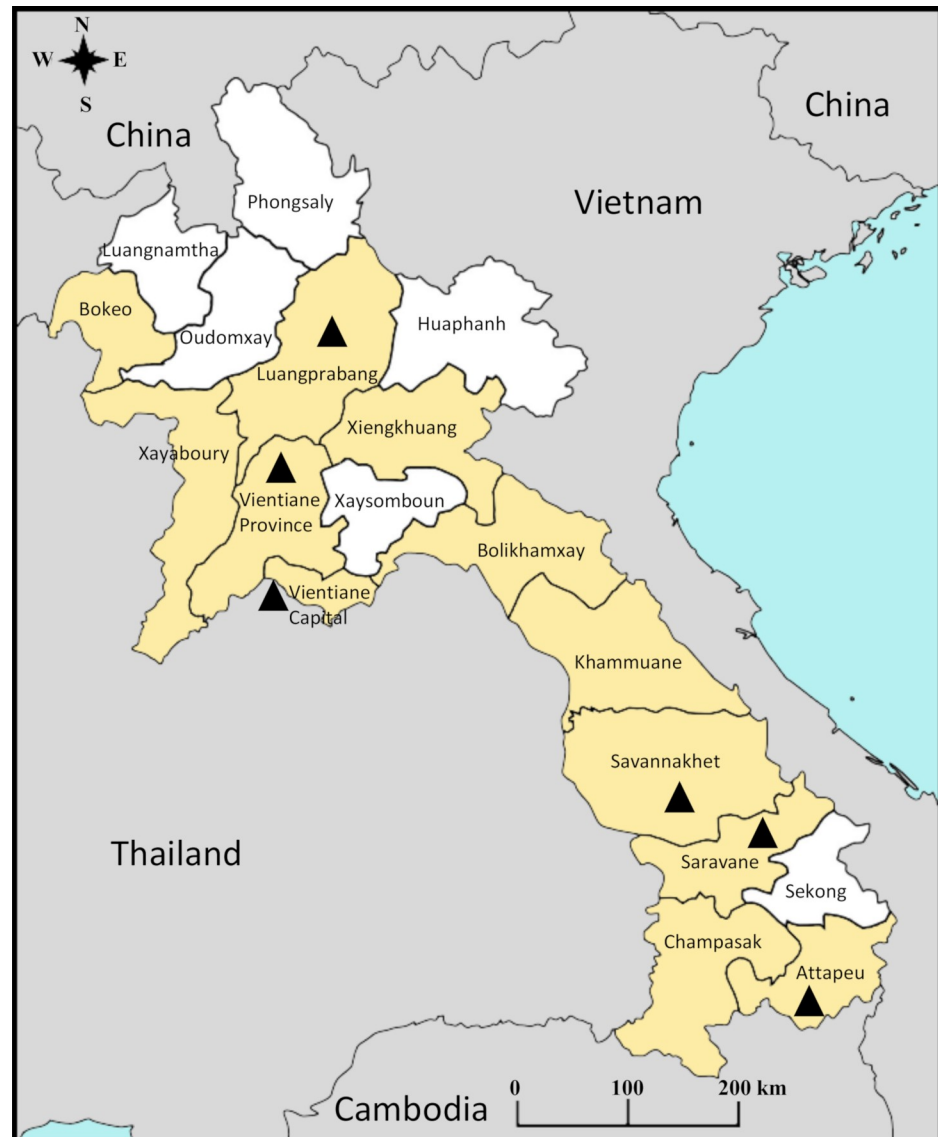 N
W E
S
China
China
Phongsaly
Vietnam
Luangnamtha
Bokeo
Oudomxay
Huaphanh
Luangprabang
Xiengkhuang
Xayaboury
Vientiane
Province
Xaysomboun
Bolikhamxay
Vientiane
Capital
Khammuane
Savannakhet
Thailand
Saravane
Sekong
Champasak
Attapeu
0 100 200 km
Cambodia